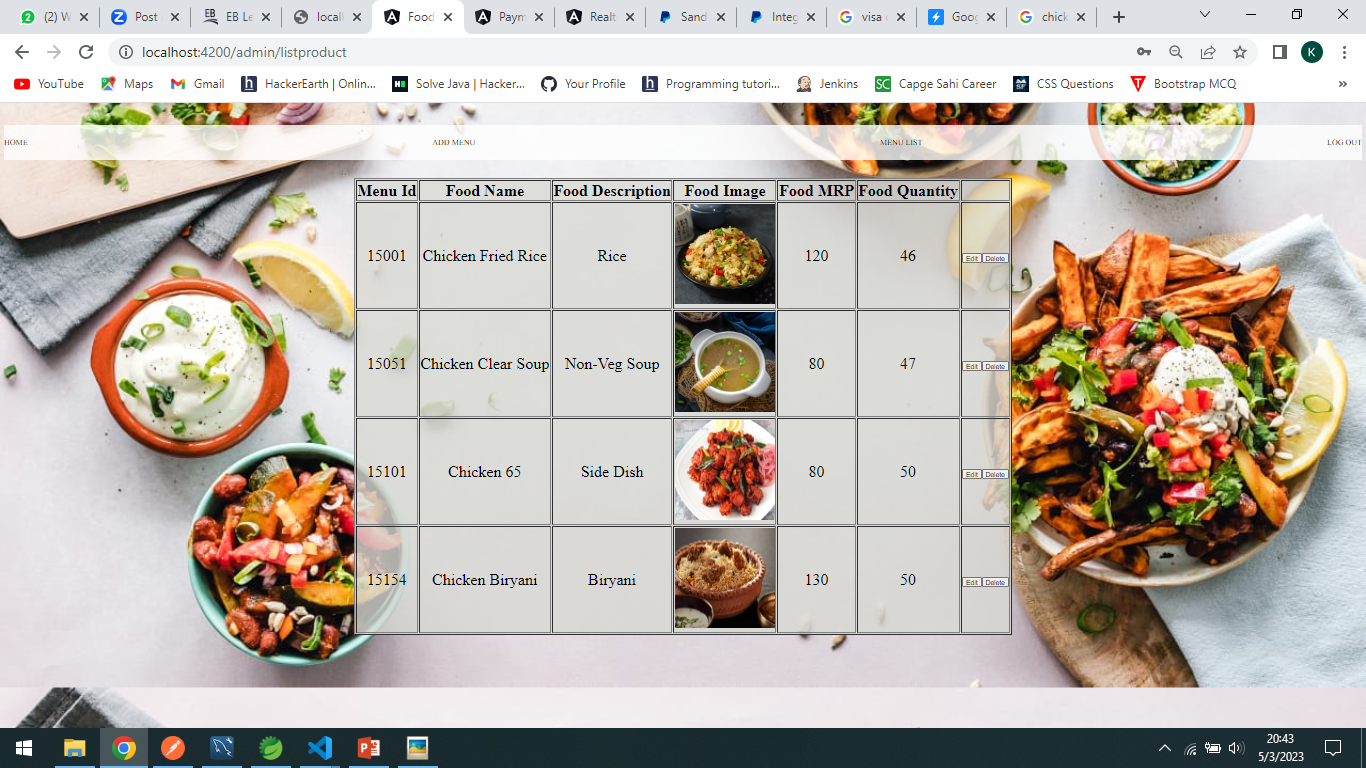 (2) W
Post
EB Le
locall
Food
Paym
Realt
Sand
Integ
visa
Goog
chick
localhost:4200/admin/listproduct
K
YouTube Maps Gmail HackerEarth | Onlin... Solve Java | Hacker... Your Profile Programming tutori... Jenkins Capge Sahi Career CSS Questions Bootstrap MCQ »
HOME ADD MENU MENU LIST LOG OUT
Menu Id Food Name Food Description Food Image Food MRP Food Quantity
15001 Chicken Fried Rice Rice 120 46 Edit Delete
15051 Chicken Clear Soup Non-Veg Soup 80 47 Edit Delete
15101 Chicken 65 Side Dish 80 50 Edit Delete
15154 Chicken Biryani Biryani 130 50 Edit Delete
20:43
5/3/2023